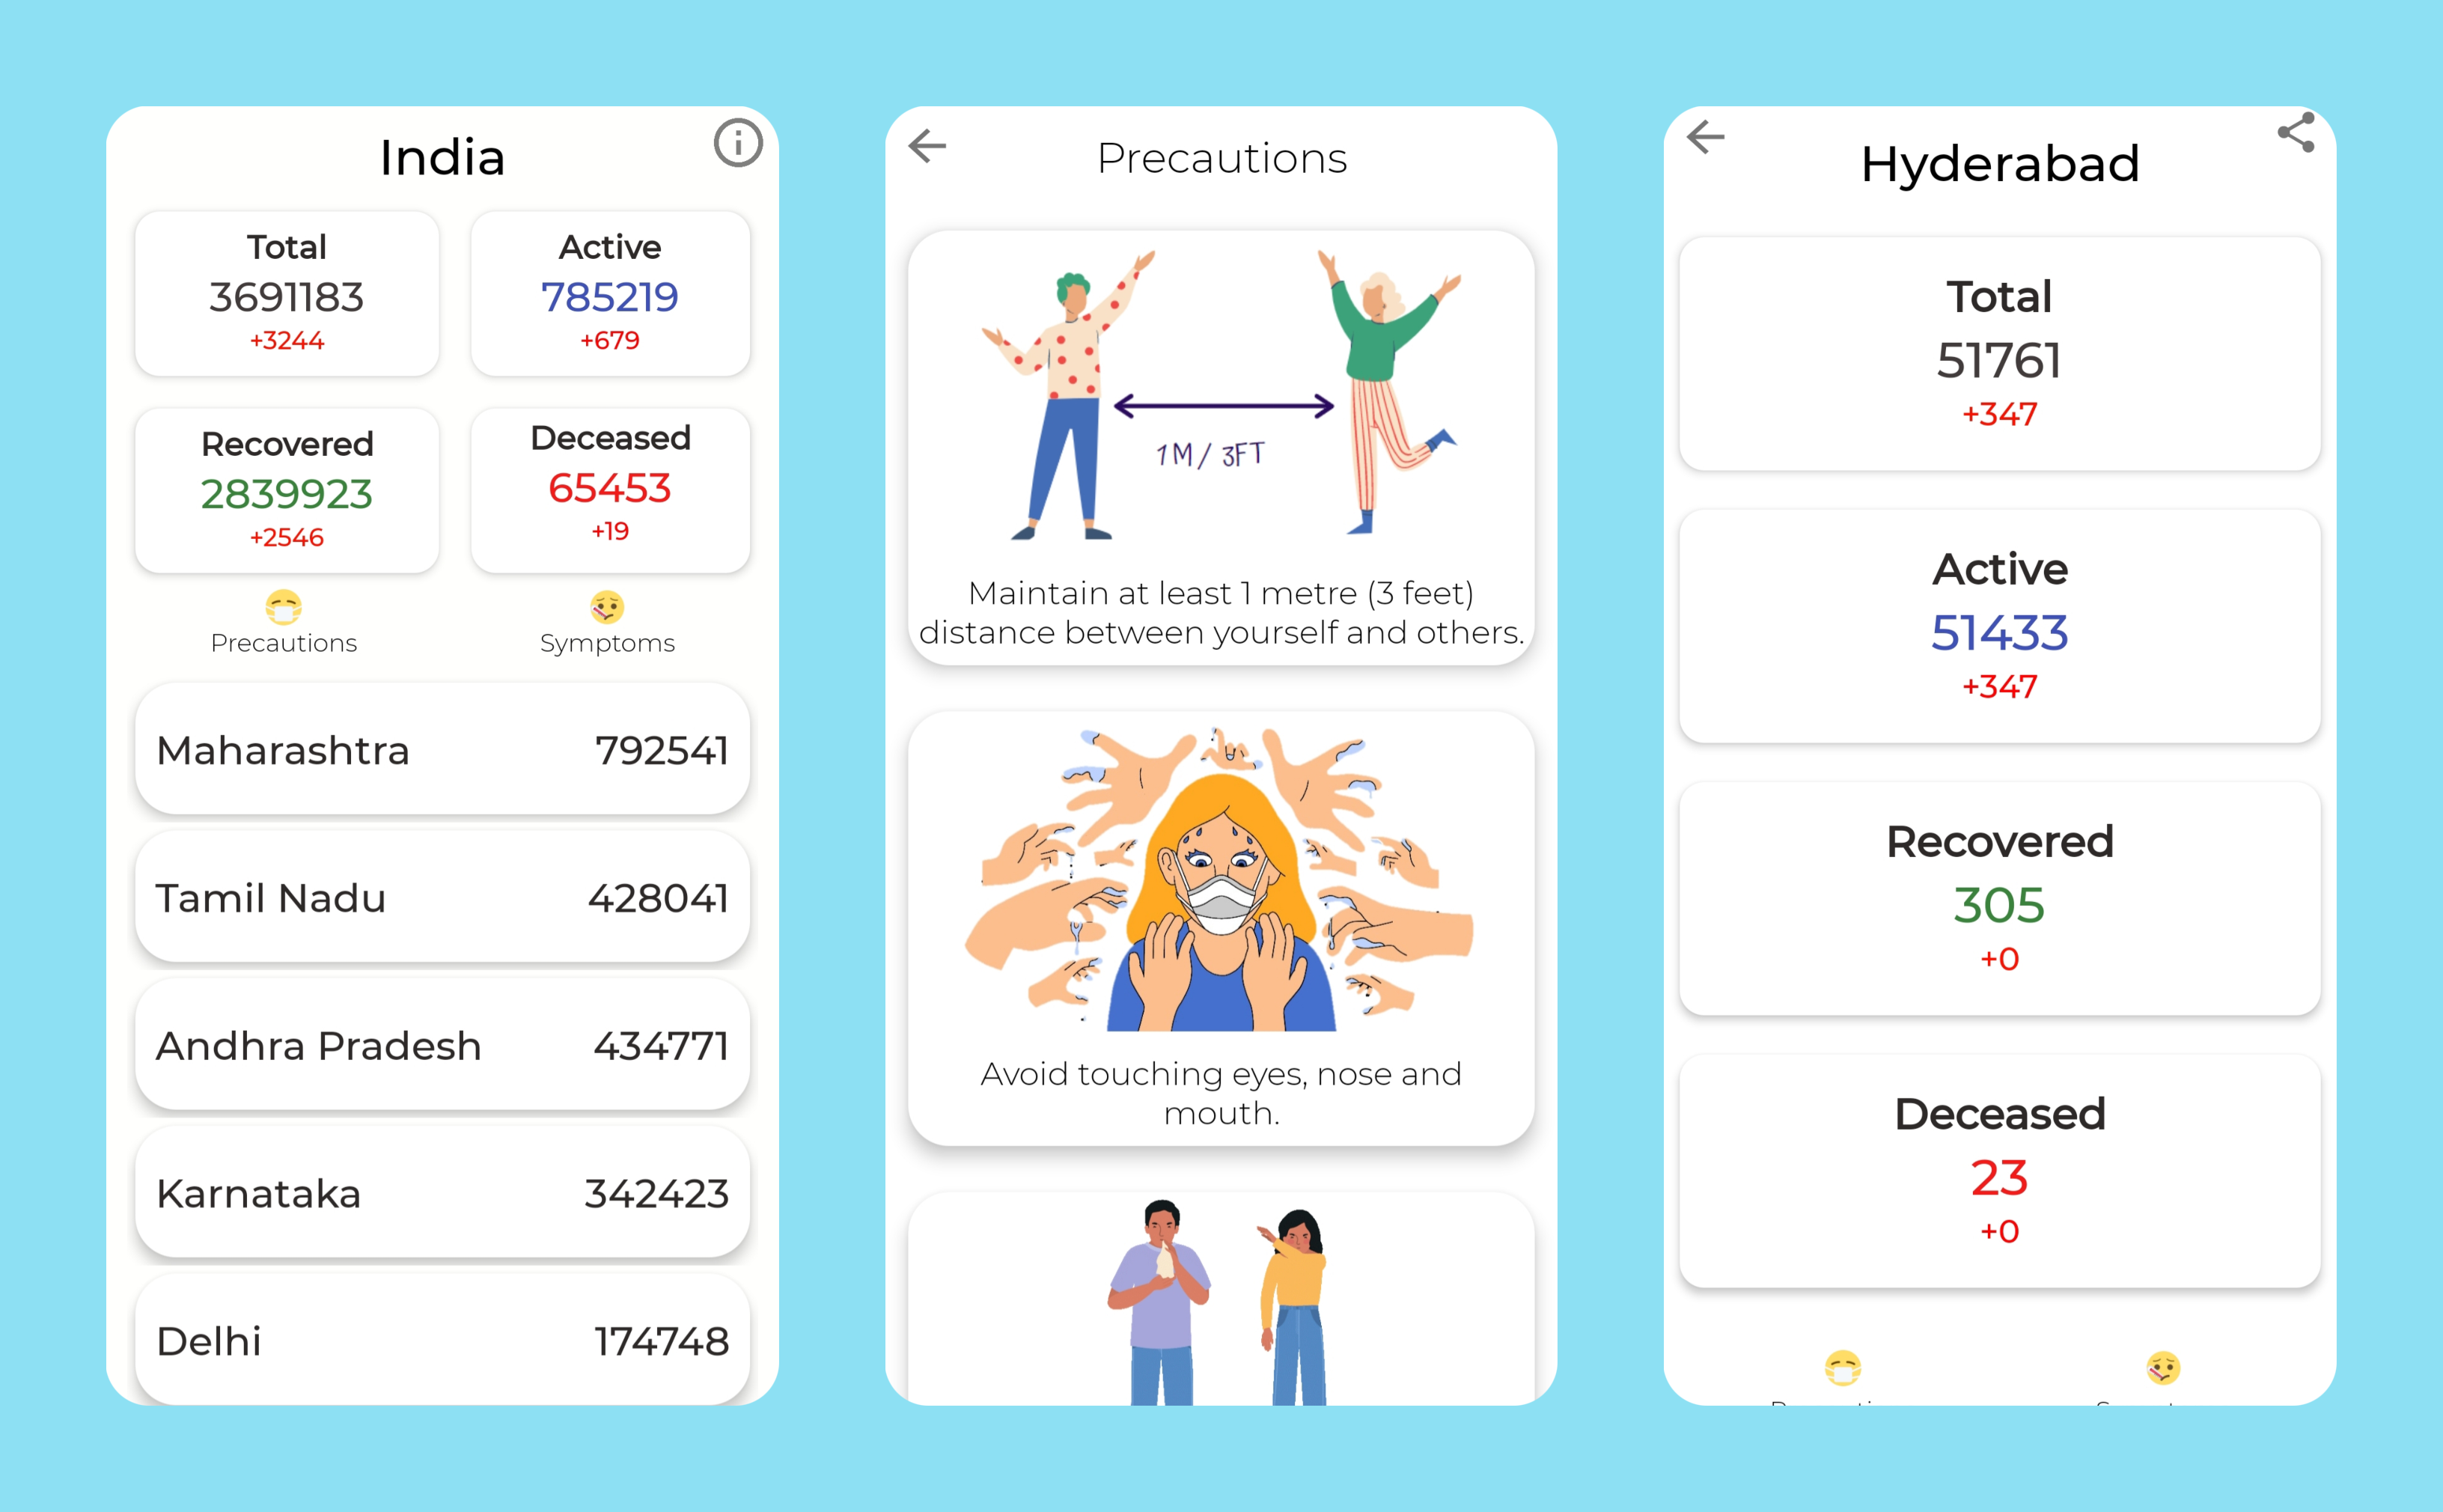 India
Total
3691183
+3244
Active
785219
+679
Recovered
2839923
+2546
Deceased
65453
+19
Precautions
Symptoms
Maharashtra 792541
Tamil Nadu 428041
Andhra Pradesh 434771
Karnataka 342423
Delhi 174748
Precautions
1M / 3FT
Maintain at least 1 metre (3 feet)
distance between yourself and others.
Avoid touching eyes, nose and
mouth.
Hyderabad
Total
51761
+347
Active
51433
+347
Recovered
305
+0
Deceased
23
+0